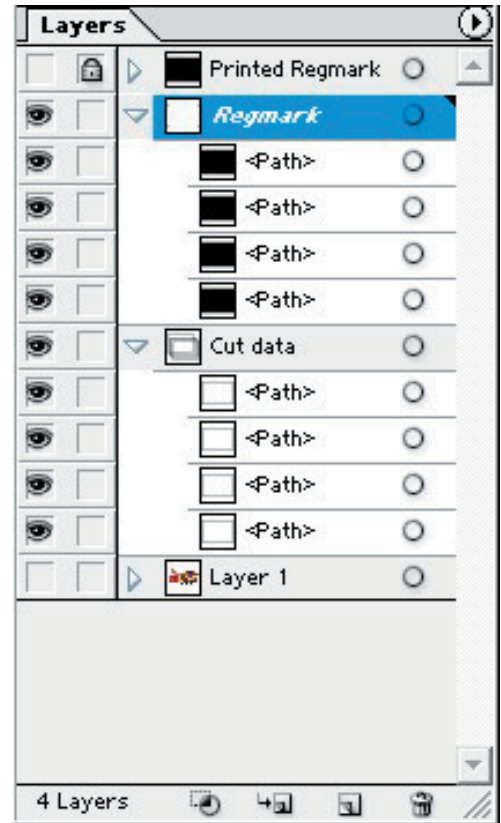 Layers
Printed Regmark
Regmark
<Path>
<Path>
<Path>
<Path>
Cut data
<Path>
<Path>
<Path>
<Path>
Layer 1
4 Layers